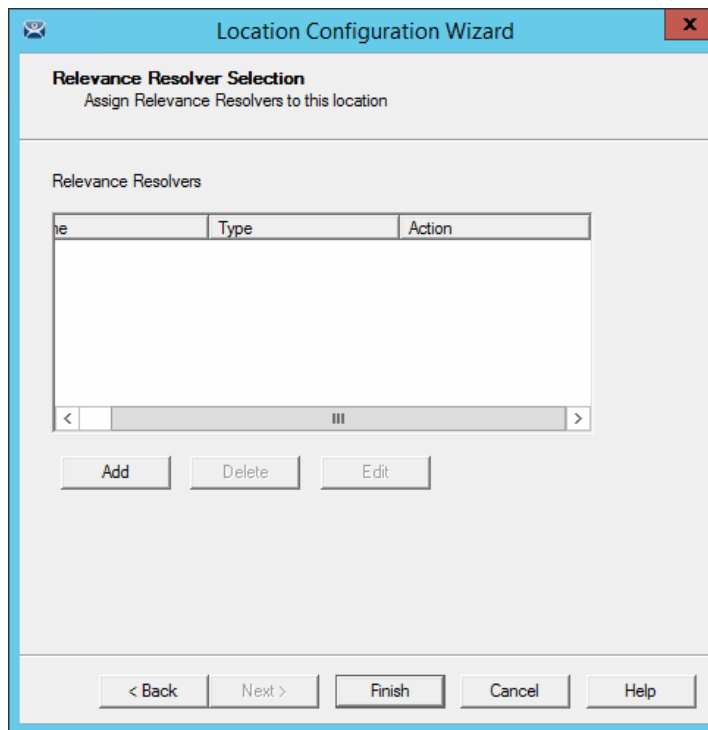 Location Configuration Wizard
x
Relevance Resolver Selection
Assign Relevance Resolvers to this location
Relevance Resolvers
ne Type Action
Add Delete Edit
< Back Next > Finish Cancel Help